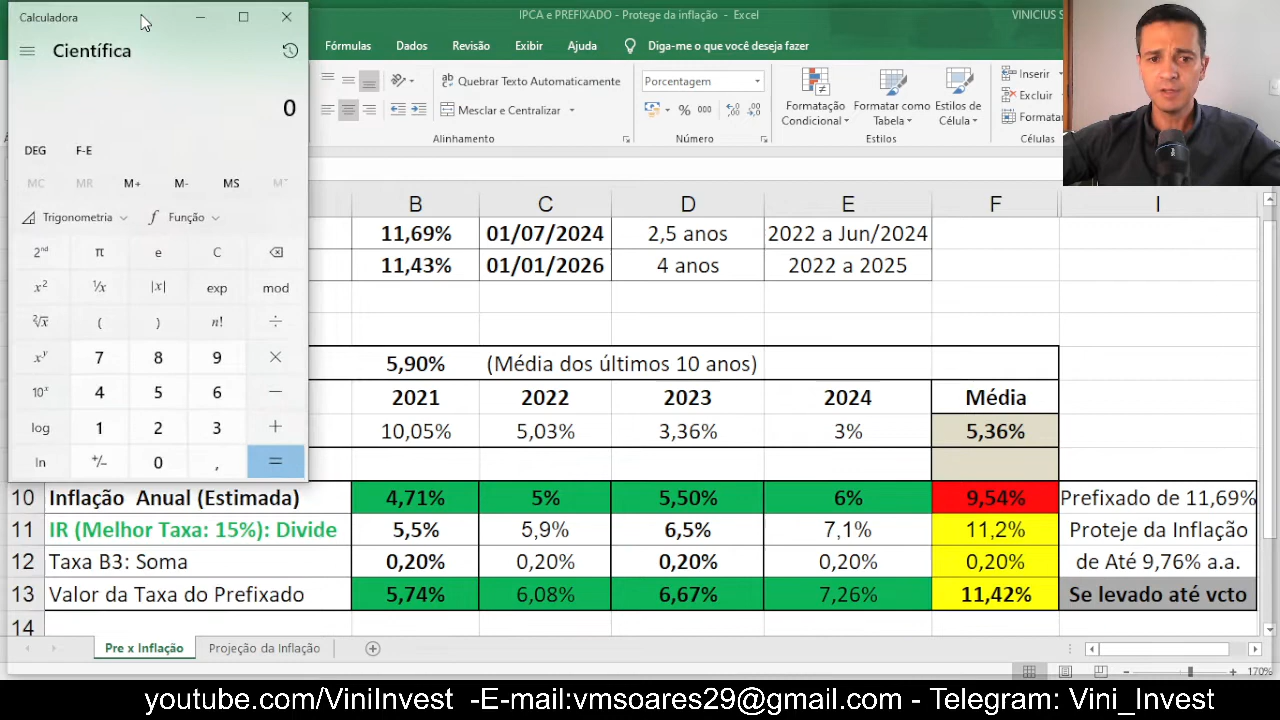 Calculadora
IPCA e PREFIXADO - Protege da inflação - Excel
VINICIUS S
Científica
Fórmulas Dados Revisão Exibir Ajuda Diga-me o que você deseja fazer
0
DEG F-E
MC MR M+ M- MS M˅
Trigonometria Função
2nd π e C
x² ¹/x |x| exp mod
²√x ( ) n! ÷
xʸ 7 8 9 ×
10ˣ 4 5 6 −
log 1 2 3 +
ln +/− 0 , =
Quebrar Texto Automaticamente
Mesclar e Centralizar
Alinhamento
Porcentagem
% 000
Número
Formatação Condicional
Formatar como Tabela
Estilos de Célula
Estilos
Inserir
Excluir
Formata
Células
B C D E F I
11,69% 01/07/2024 2,5 anos 2022 a Jun/2024
11,43% 01/01/2026 4 anos 2022 a 2025
5,90% (Média dos últimos 10 anos)
2021 2022 2023 2024 Média
10,05% 5,03% 3,36% 3% 5,36%
10 Inflação Anual (Estimada) 4,71% 5% 5,50% 6% 9,54% Prefixado de 11,69%
11 IR (Melhor Taxa: 15%): Divide 5,5% 5,9% 6,5% 7,1% 11,2% Proteje da Inflação
12 Taxa B3: Soma 0,20% 0,20% 0,20% 0,20% 0,20% de Até 9,76% a.a.
13 Valor da Taxa do Prefixado 5,74% 6,08% 6,67% 7,26% 11,42% Se levado até vcto
14
Pre x Inflação Projeção da Inflação
170%
youtube.com/ViniInvest -E-mail:vmsoares29@gmail.com - Telegram: Vini_Invest